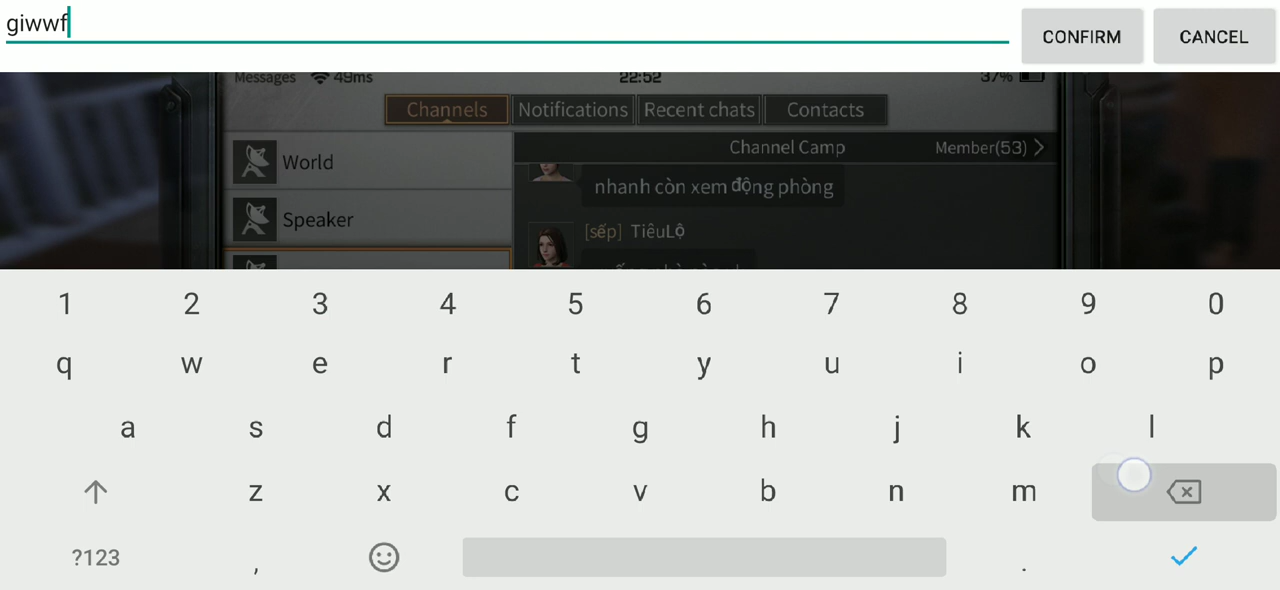 giwwf
CONFIRM
CANCEL
Messages 49ms
22:52
37%
Channels
Notifications
Recent chats
Contacts
World
Channel Camp
Member(53)
nhanh còn xem động phòng
Speaker
[sếp] TiêuLộ
1 2 3 4 5 6 7 8 9 0
q w e r t y u i o p
a s d f g h j k l
z x c v b n m
?123 , .